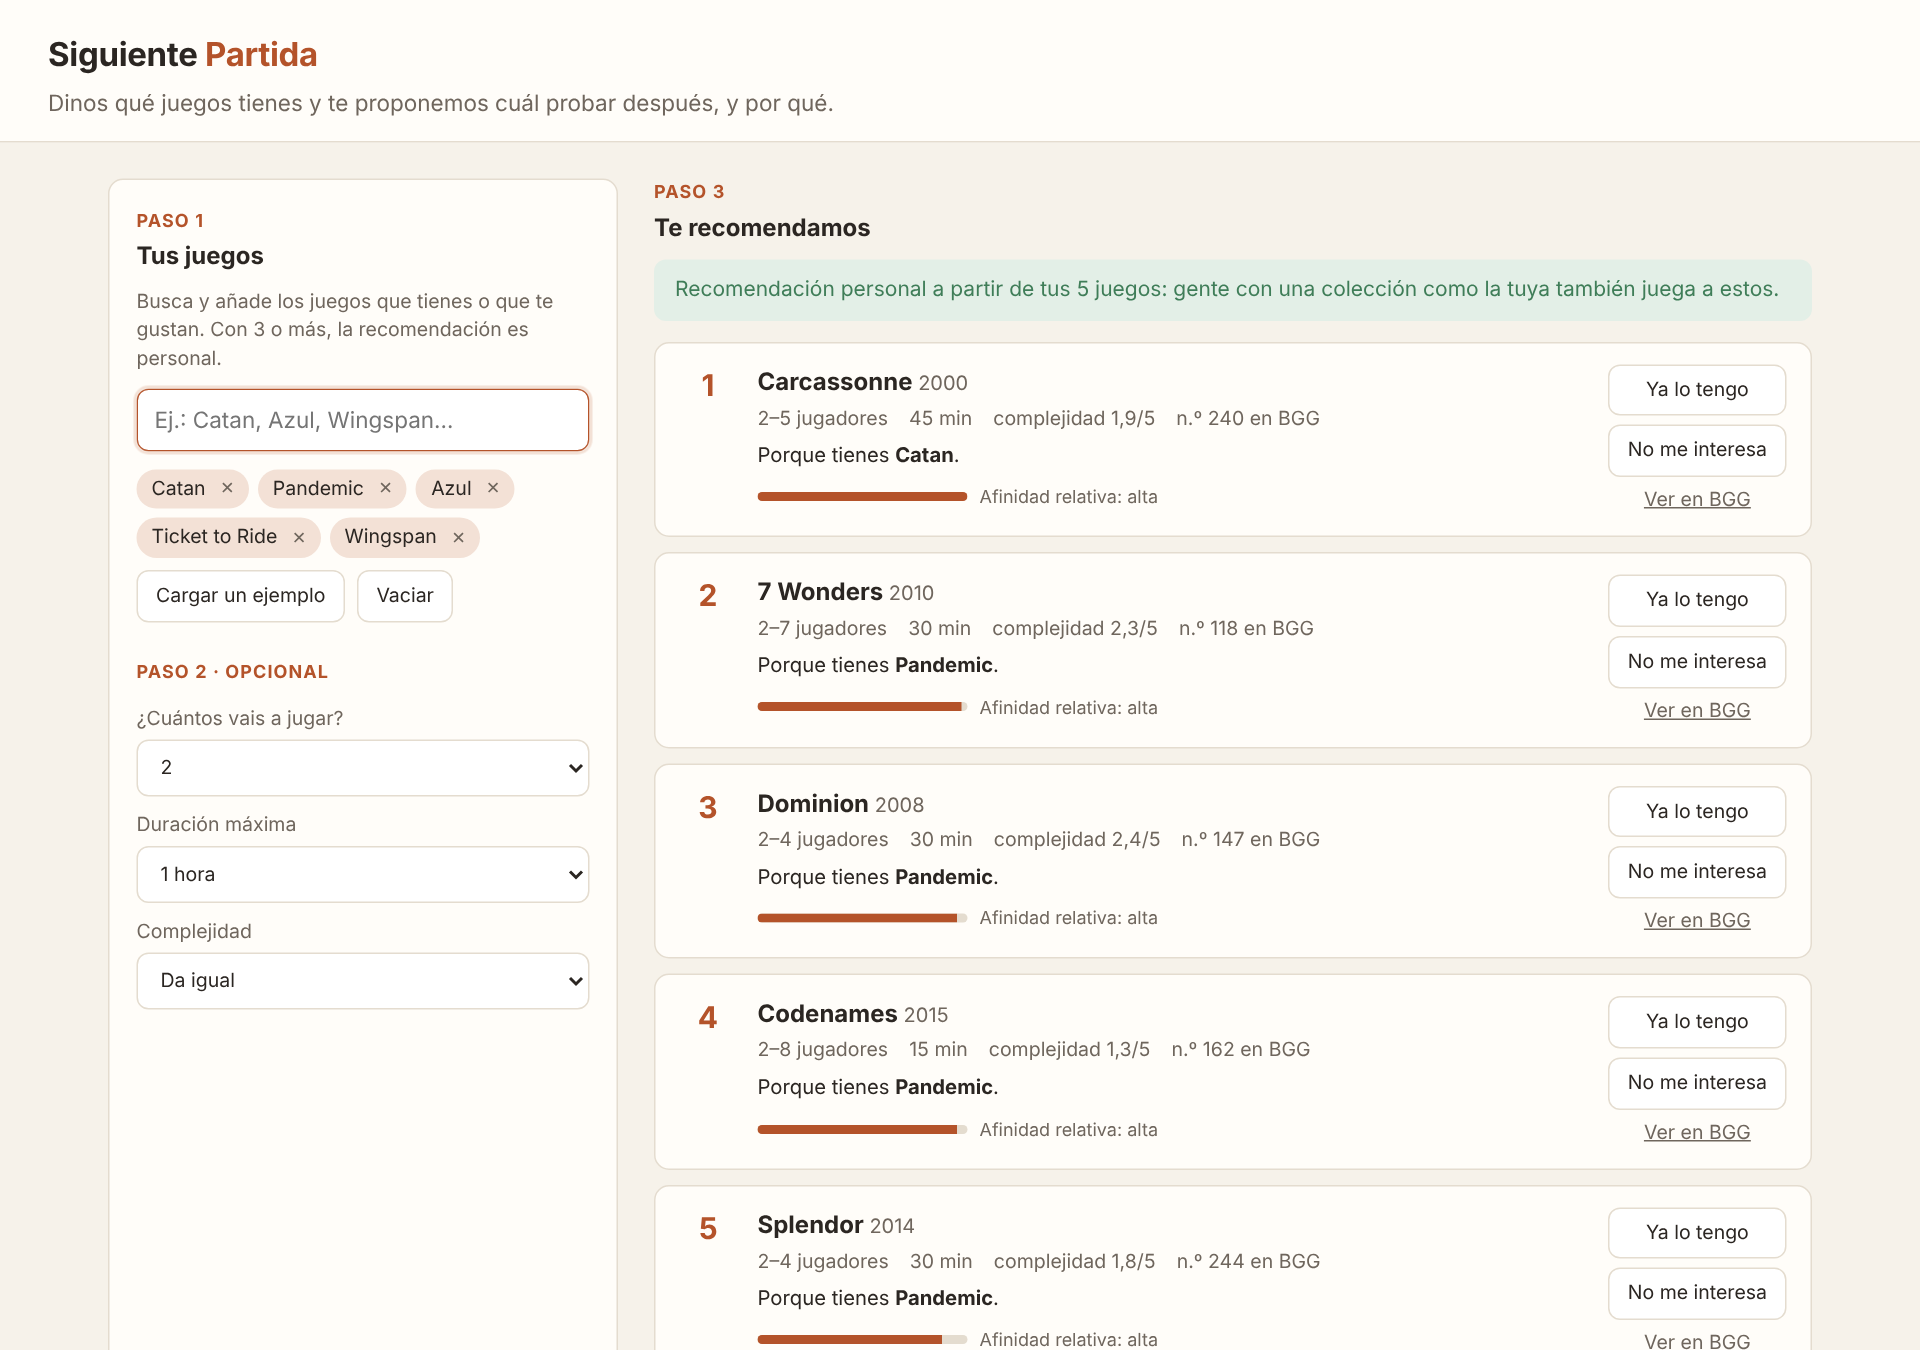 Siguiente Partida
Dinos qué juegos tienes y te proponemos cuál probar después, y por qué.
PASO 1
Tus juegos
Busca y añade los juegos que tienes o que te
gustan. Con 3 o más, la recomendación es
personal.
Ej.: Catan, Azul, Wingspan...
Catan × Pandemic × Azul ×
Ticket to Ride × Wingspan ×
Cargar un ejemplo Vaciar
PASO 2 · OPCIONAL
¿Cuántos vais a jugar?
2
Duración máxima
1 hora
Complejidad
Da igual
PASO 3
Te recomendamos
Recomendación personal a partir de tus 5 juegos: gente con una colección como la tuya también juega a estos.
1 Carcassonne 2000
2–5 jugadores 45 min complejidad 1,9/5 n.º 240 en BGG
Porque tienes Catan.
Afinidad relativa: alta
Ya lo tengo
No me interesa
Ver en BGG
2 7 Wonders 2010
2–7 jugadores 30 min complejidad 2,3/5 n.º 118 en BGG
Porque tienes Pandemic.
Afinidad relativa: alta
Ya lo tengo
No me interesa
Ver en BGG
3 Dominion 2008
2–4 jugadores 30 min complejidad 2,4/5 n.º 147 en BGG
Porque tienes Pandemic.
Afinidad relativa: alta
Ya lo tengo
No me interesa
Ver en BGG
4 Codenames 2015
2–8 jugadores 15 min complejidad 1,3/5 n.º 162 en BGG
Porque tienes Pandemic.
Afinidad relativa: alta
Ya lo tengo
No me interesa
Ver en BGG
5 Splendor 2014
2–4 jugadores 30 min complejidad 1,8/5 n.º 244 en BGG
Porque tienes Pandemic.
Afinidad relativa: alta
Ya lo tengo
No me interesa
Ver en BGG